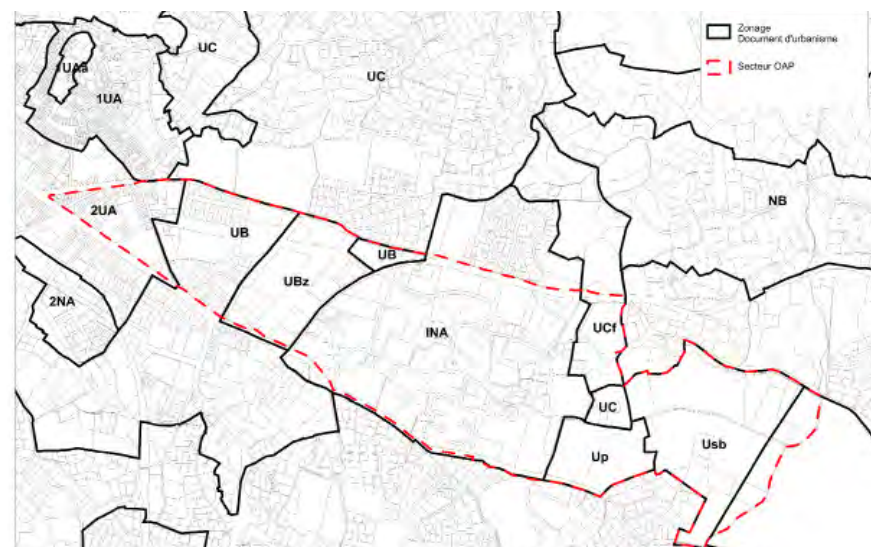 Zonage
Document d'urbanisme
Secteur OAP
UC
UC
1UAa
1UA
NB
2UA
UB
UB
UBz
2NA
INA
UCf
UC
Up
Usb